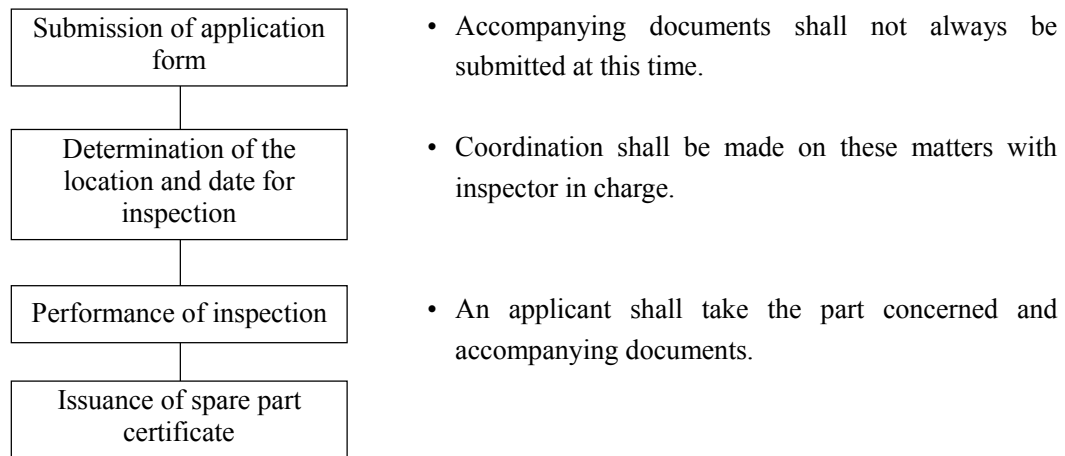 Submission of application
form
• Accompanying documents shall not always be
submitted at this time.
Determination of the
location and date for
inspection
• Coordination shall be made on these matters with
inspector in charge.
Performance of inspection
• An applicant shall take the part concerned and
accompanying documents.
Issuance of spare part
certificate